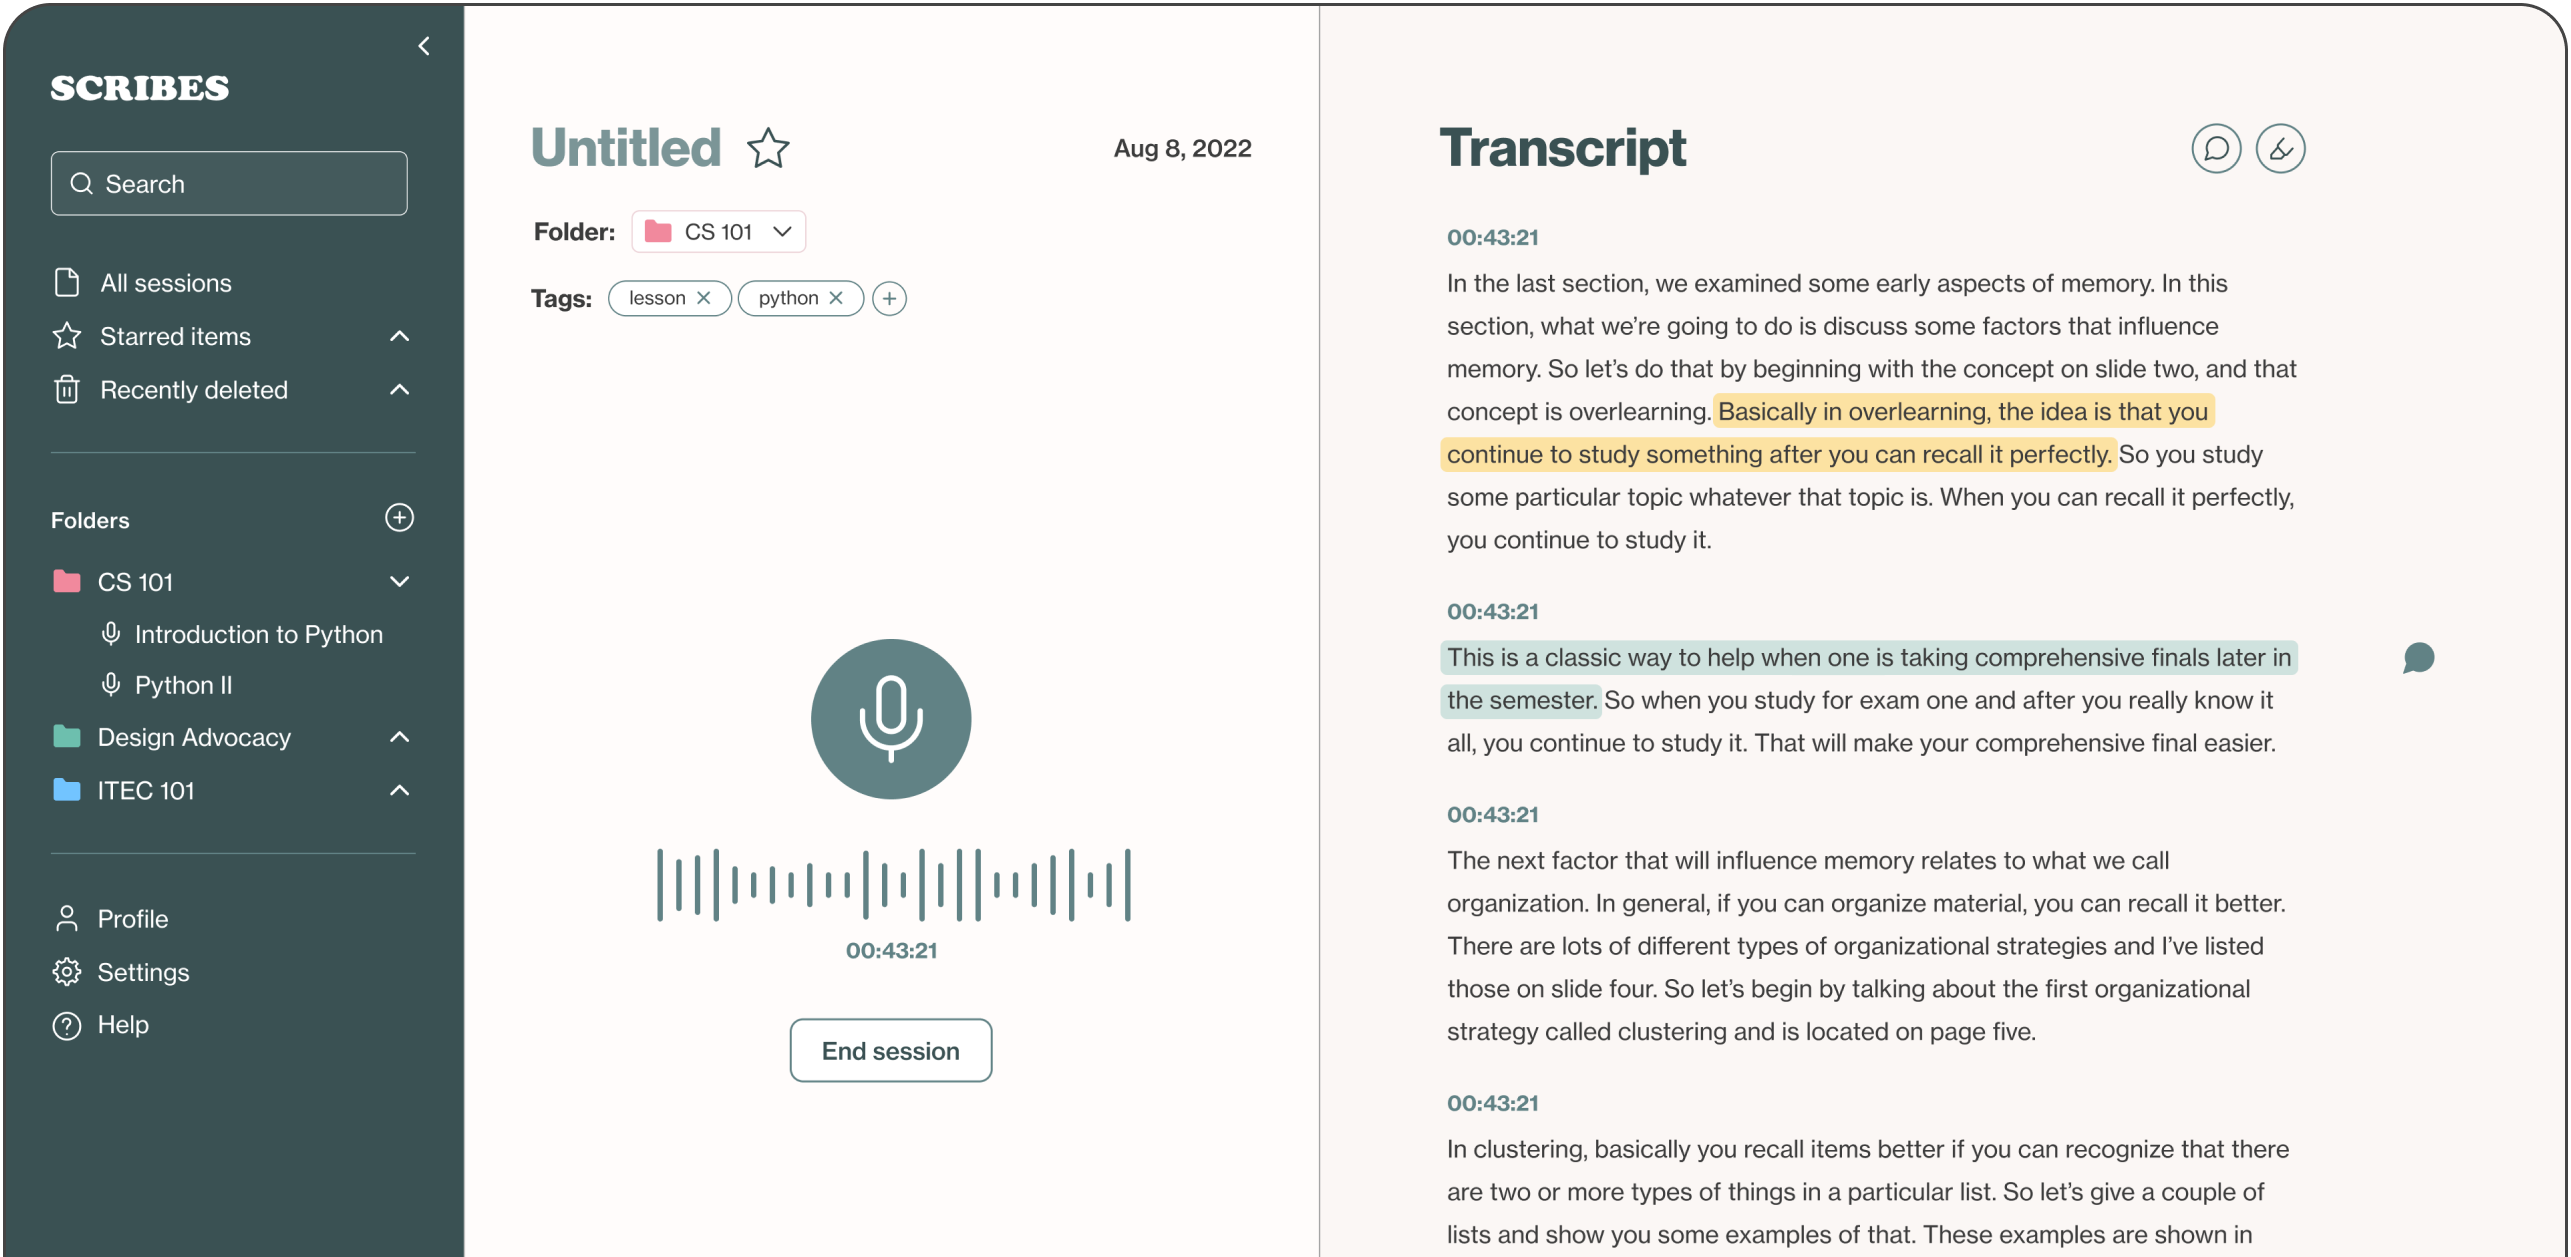 SCRIBES
Search
All sessions
Starred items
Recently deleted
Folders
CS 101
Introduction to Python
Python II
Design Advocacy
ITEC 101
Profile
Settings
Help
Untitled
Aug 8, 2022
Folder: CS 101
Tags: lesson python
00:43:21
End session
Transcript
00:43:21
In the last section, we examined some early aspects of memory. In this
section, what we’re going to do is discuss some factors that influence
memory. So let’s do that by beginning with the concept on slide two, and that
concept is overlearning. Basically in overlearning, the idea is that you
continue to study something after you can recall it perfectly. So you study
some particular topic whatever that topic is. When you can recall it perfectly,
you continue to study it.
00:43:21
This is a classic way to help when one is taking comprehensive finals later in
the semester. So when you study for exam one and after you really know it
all, you continue to study it. That will make your comprehensive final easier.
00:43:21
The next factor that will influence memory relates to what we call
organization. In general, if you can organize material, you can recall it better.
There are lots of different types of organizational strategies and I’ve listed
those on slide four. So let’s begin by talking about the first organizational
strategy called clustering and is located on page five.
00:43:21
In clustering, basically you recall items better if you can recognize that there
are two or more types of things in a particular list. So let’s give a couple of
lists and show you some examples of that. These examples are shown in